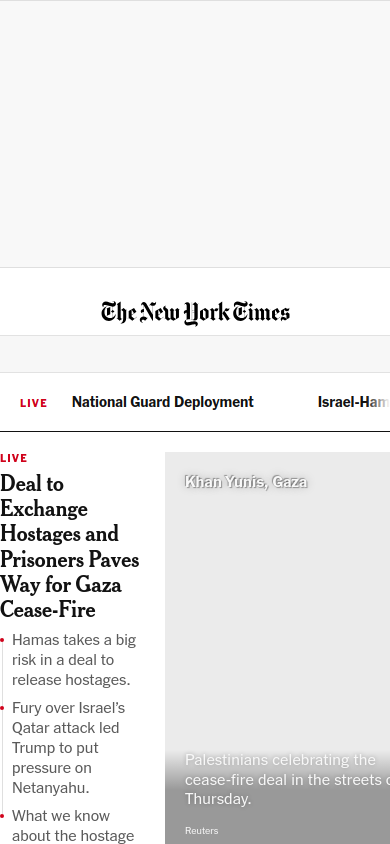 The New York Times
LIVE
National Guard Deployment
Israel-Ham
LIVE
Deal to
Exchange
Hostages and
Prisoners Paves
Way for Gaza
Cease-Fire
Hamas takes a big
risk in a deal to
release hostages.
Fury over Israel’s
Qatar attack led
Trump to put
pressure on
Netanyahu.
What we know
about the hostage
Khan Yunis, Gaza
Palestinians celebrating the
cease-fire deal in the streets
Thursday.
Reuters